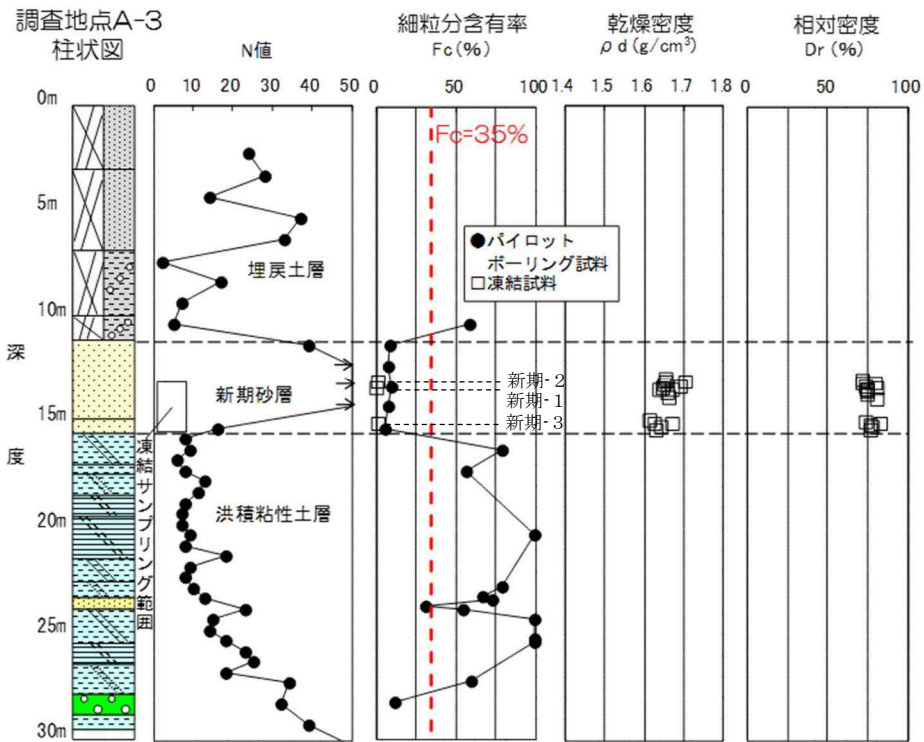 調査地点A-3
柱状図
N値
細粒分含有率
Fc(%)
乾燥密度
ρd(g/cm³)
相対密度
Dr(%)
0 10 20 30 40 50
0 50 100
1.4 1.5 1.6 1.7 1.8
0 50 100
0m
5m
10m
15m
20m
25m
30m
深
度
Fc=35%
●パイロット
ボーリング試料
□凍結試料
埋戻土層
新期砂層
新期-2
新期-1
新期-3
凍結サンプリング範囲
洪積粘性土層